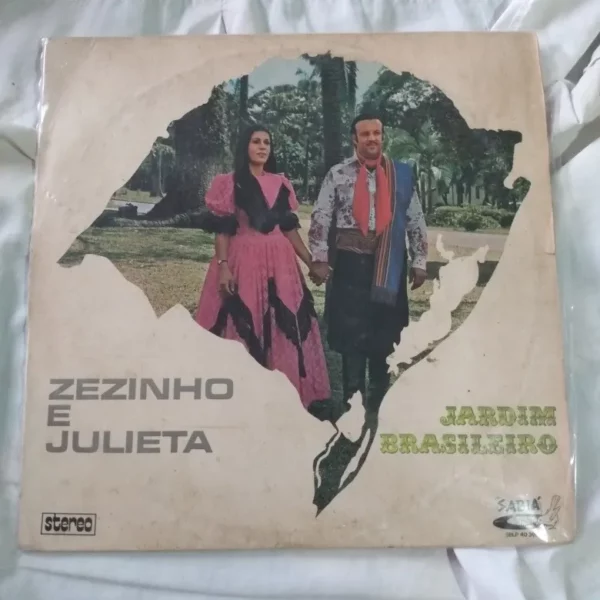 ZEZINHO
E
JULIETA
JARDIM
BRASILEIRO
stereo
SABIÁ